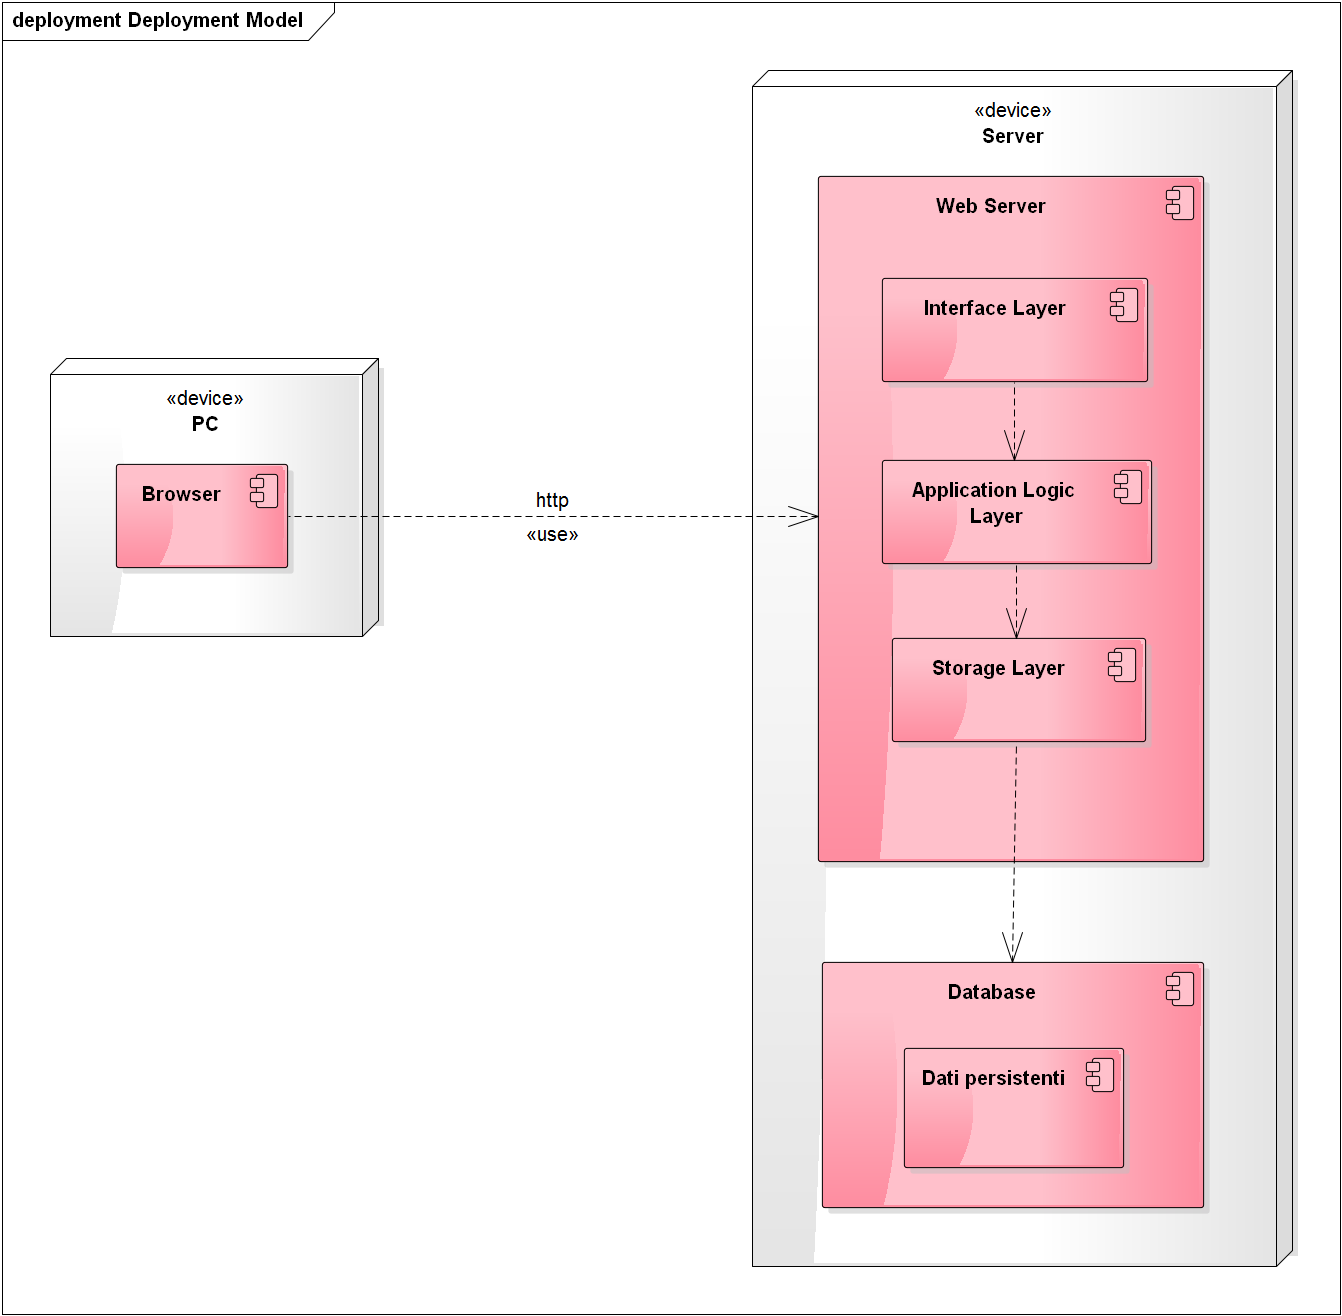 deployment Deployment Model
«device»
Server
Web Server
Interface Layer
«device»
PC
Browser
http
«use»
Application Logic
Layer
Storage Layer
Database
Dati persistenti